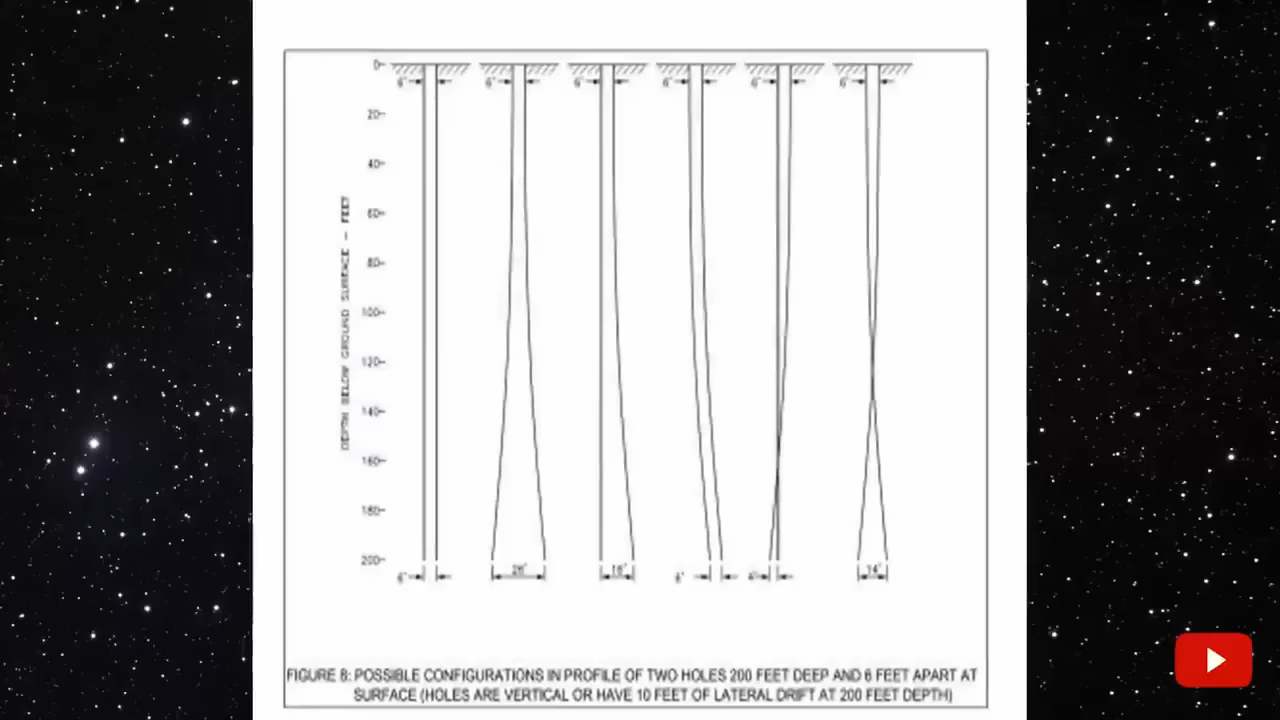 0
6' 6' 6' 6' 6' 6'
20
40
60
80
100
120
140
160
180
200
DEPTH BELOW GROUND SURFACE - FEET
6' 26' 16' 6' 4' 14'
FIGURE 8: POSSIBLE CONFIGURATIONS IN PROFILE OF TWO HOLES 200 FEET DEEP AND 6 FEET APART AT
SURFACE (HOLES ARE VERTICAL OR HAVE 10 FEET OF LATERAL DRIFT AT 200 FEET DEPTH)